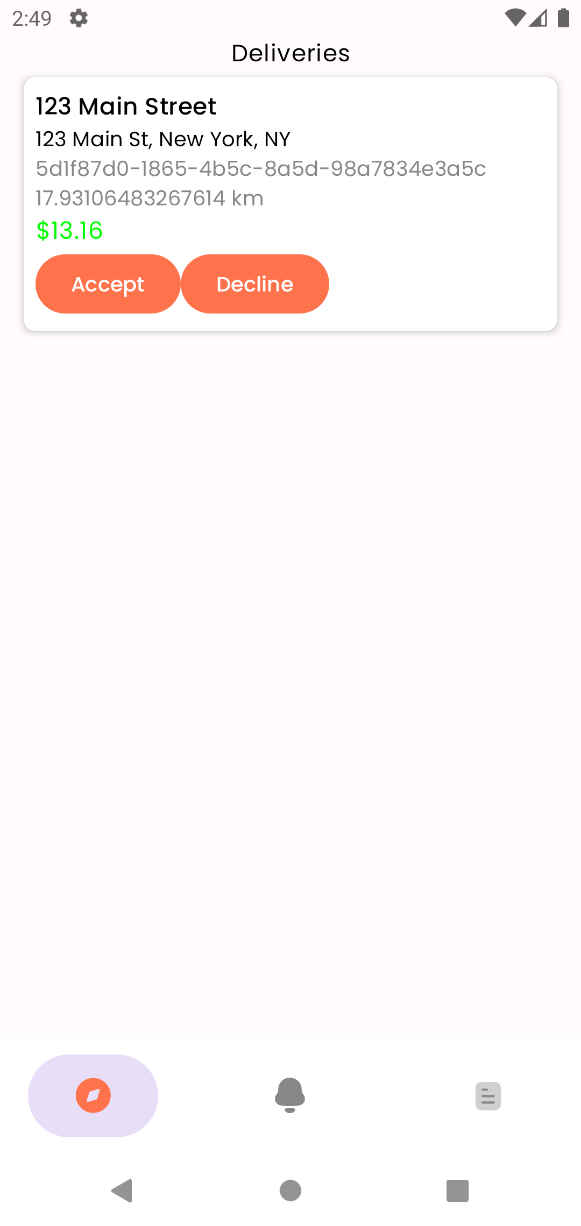 2:49
Deliveries
123 Main Street
123 Main St, New York, NY
5d1f87d0-1865-4b5c-8a5d-98a7834e3a5c
17.93106483267614 km
$13.16
Accept Decline